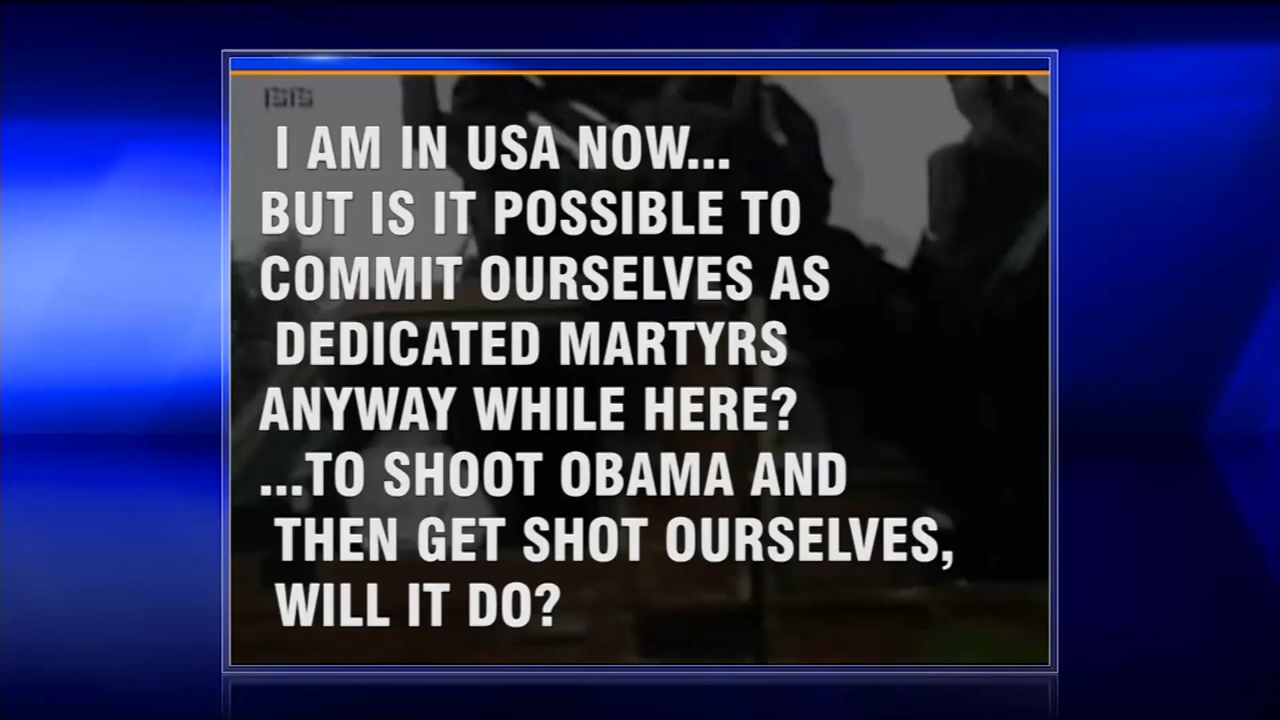 ISIS
I AM IN USA NOW...
BUT IS IT POSSIBLE TO
COMMIT OURSELVES AS
DEDICATED MARTYRS
ANYWAY WHILE HERE?
...TO SHOOT OBAMA AND
THEN GET SHOT OURSELVES,
WILL IT DO?